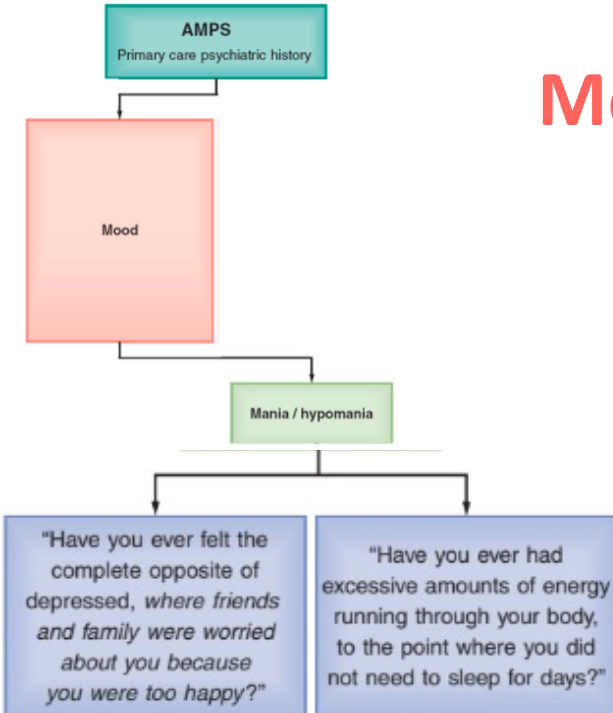 AMPS
Primary care psychiatric history
Mood
Mania / hypomania
"Have you ever felt the
complete opposite of
depressed, where friends
and family were worried
about you because
you were too happy?"
"Have you ever had
excessive amounts of energy
running through your body,
to the point where you did
not need to sleep for days?"